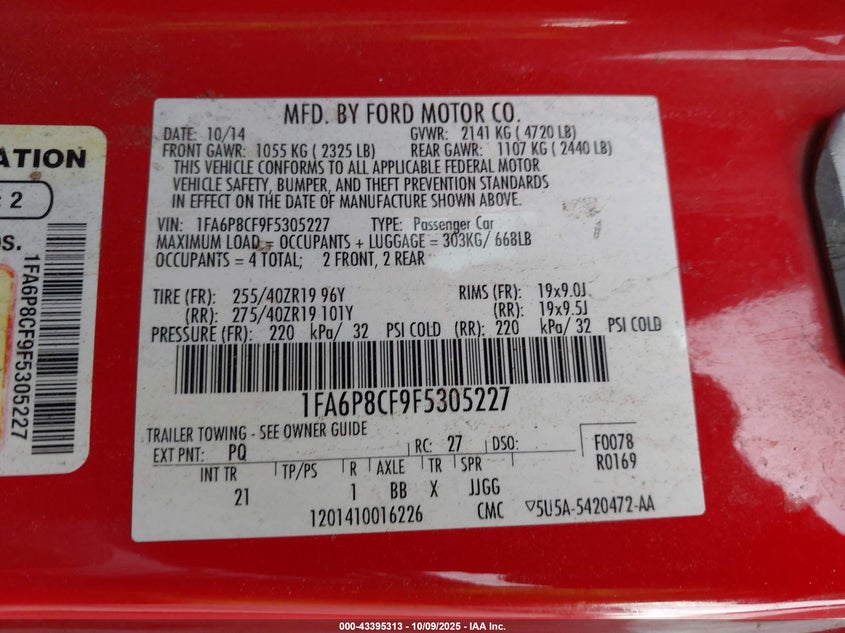 MFD. BY FORD MOTOR CO.
DATE: 10/14 GVWR: 2141 KG ( 4720 LB)
FRONT GAWR: 1055 KG ( 2325 LB) REAR GAWR: 1107 KG ( 2440 LB)
THIS VEHICLE CONFORMS TO ALL APPLICABLE FEDERAL MOTOR
VEHICLE SAFETY, BUMPER, AND THEFT PREVENTION STANDARDS
IN EFFECT ON THE DATE OF MANUFACTURE SHOWN ABOVE.
VIN: 1FA6P8CF9F5305227 TYPE: Passenger Car
MAXIMUM LOAD = OCCUPANTS + LUGGAGE = 303KG/ 668LB
OCCUPANTS = 4 TOTAL; 2 FRONT, 2 REAR
TIRE (FR): 255/40ZR19 96Y RIMS (FR): 19x9.0J
(RR): 275/40ZR19 101Y (RR): 19x9.5J
PRESSURE (FR): 220 kPa/ 32 PSI COLD (RR): 220 kPa/ 32 PSI COLD
1FA6P8CF9F5305227
TRAILER TOWING - SEE OWNER GUIDE
EXT PNT: PQ RC: 27 DSO: F0078
R0169
INT TR TP/PS R AXLE TR SPR
21 1 BB X JJGG
1201410016226 CMC ▽5U5A-5420472-AA
ATION
: 2
DS.
1FA6P8CF9F5305227
000-43395313 - 10/09/2025 - IAA Inc.